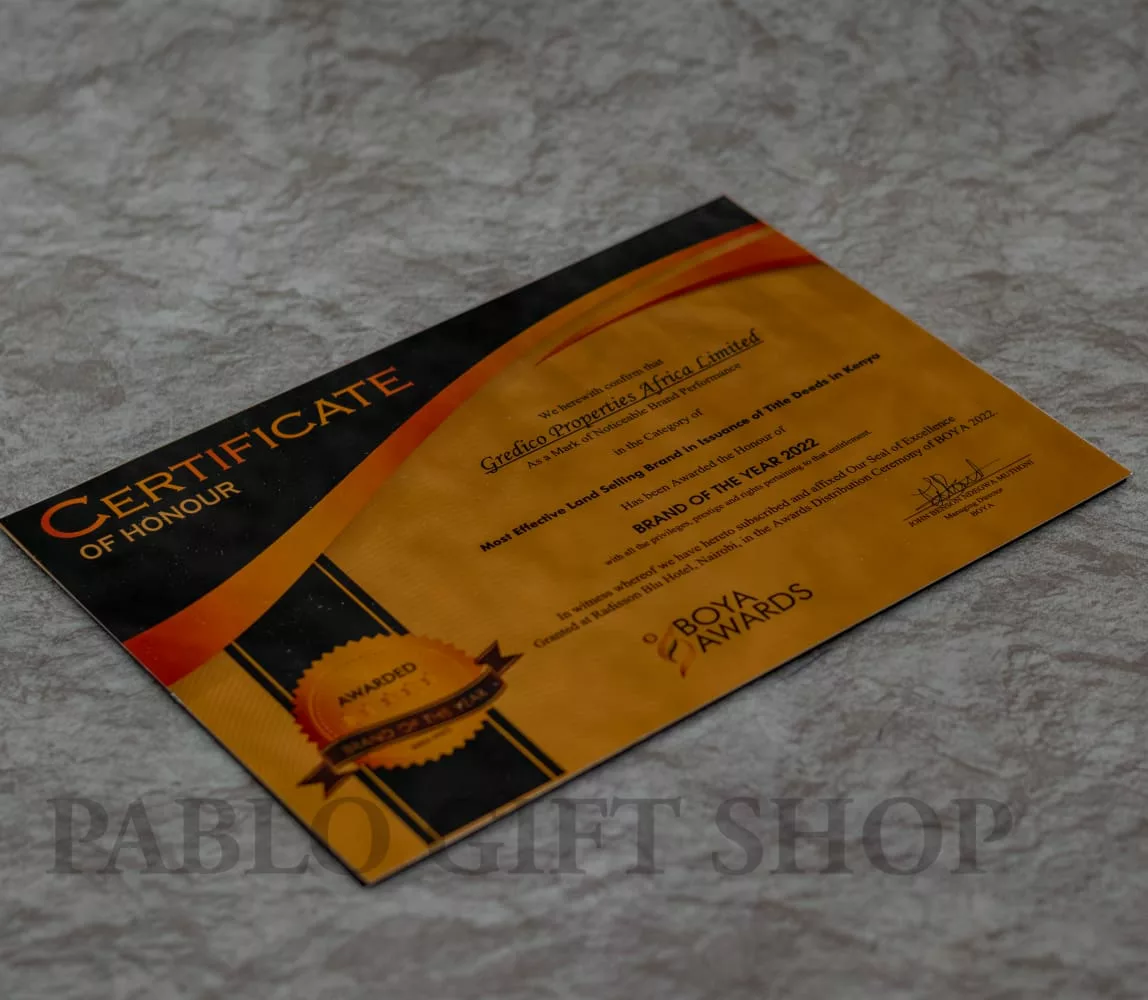 CERTIFICATE
OF HONOUR
We herewith confirm that
Gredico Properties Africa Limited
As a Mark of Noticeable Brand Performance
in the Category of
Most Effective Land Selling Brand in Issuance of Title Deeds in Kenya
Has been Awarded the Honour of
BRAND OF THE YEAR 2022
with all the privileges, prestige and rights pertaining to that entitlement.
In witness whereof we have hereto subscribed and affixed Our Seal of Excellence
Granted at Radisson Blu Hotel, Nairobi, in the Awards Distribution Ceremony of BOYA 2022.
JOHN BENSON NDEGWA MUTHONI
Managing Director
BOYA
BOYA
AWARDS
AWARDED
BRAND OF THE YEAR
PABLO GIFT SHOP